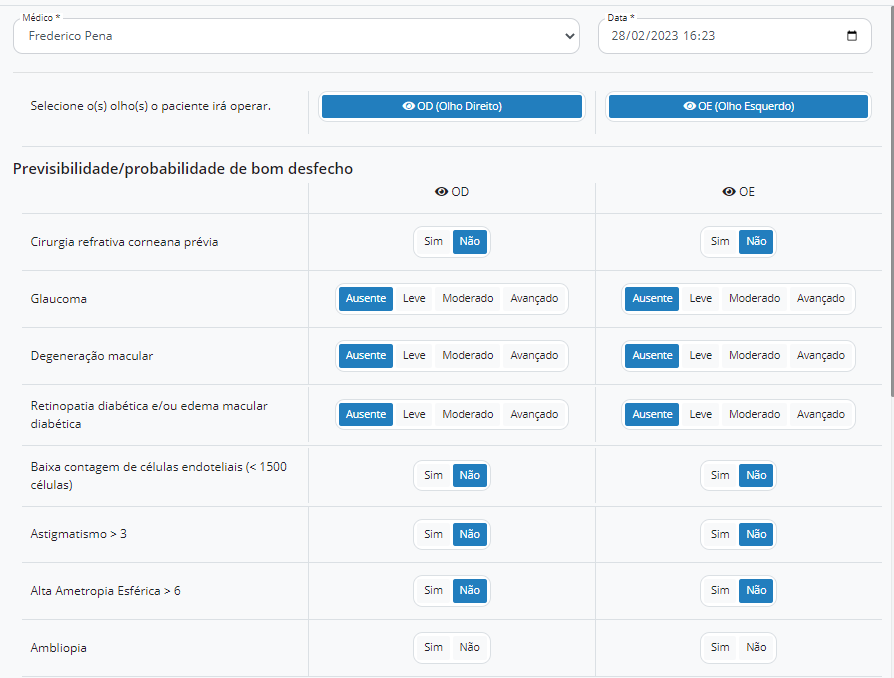 Médico * Data *
Frederico Pena 28/02/2023 16:23
Selecione o(s) olho(s) o paciente irá operar. OD (Olho Direito) OE (Olho Esquerdo)
Previsibilidade/probabilidade de bom desfecho
OD OE
Cirurgia refrativa corneana prévia Sim Não Sim Não
Glaucoma Ausente Leve Moderado Avançado Ausente Leve Moderado Avançado
Degeneração macular Ausente Leve Moderado Avançado Ausente Leve Moderado Avançado
Retinopatia diabética e/ou edema macular
diabética Ausente Leve Moderado Avançado Ausente Leve Moderado Avançado
Baixa contagem de células endoteliais (< 1500
células) Sim Não Sim Não
Astigmatismo > 3 Sim Não Sim Não
Alta Ametropia Esférica > 6 Sim Não Sim Não
Ambliopia Sim Não Sim Não